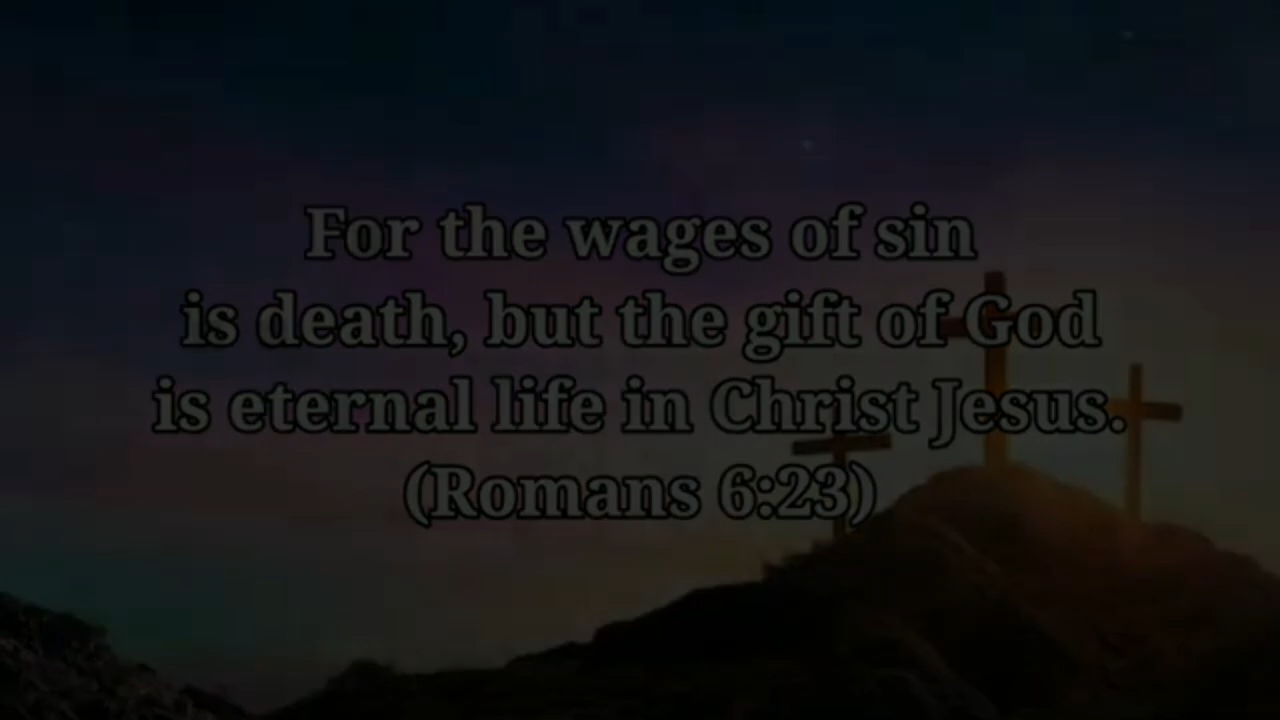 For the wages of sin
is death, but the gift of God
is eternal life in Christ Jesus.
(Romans 6:23)